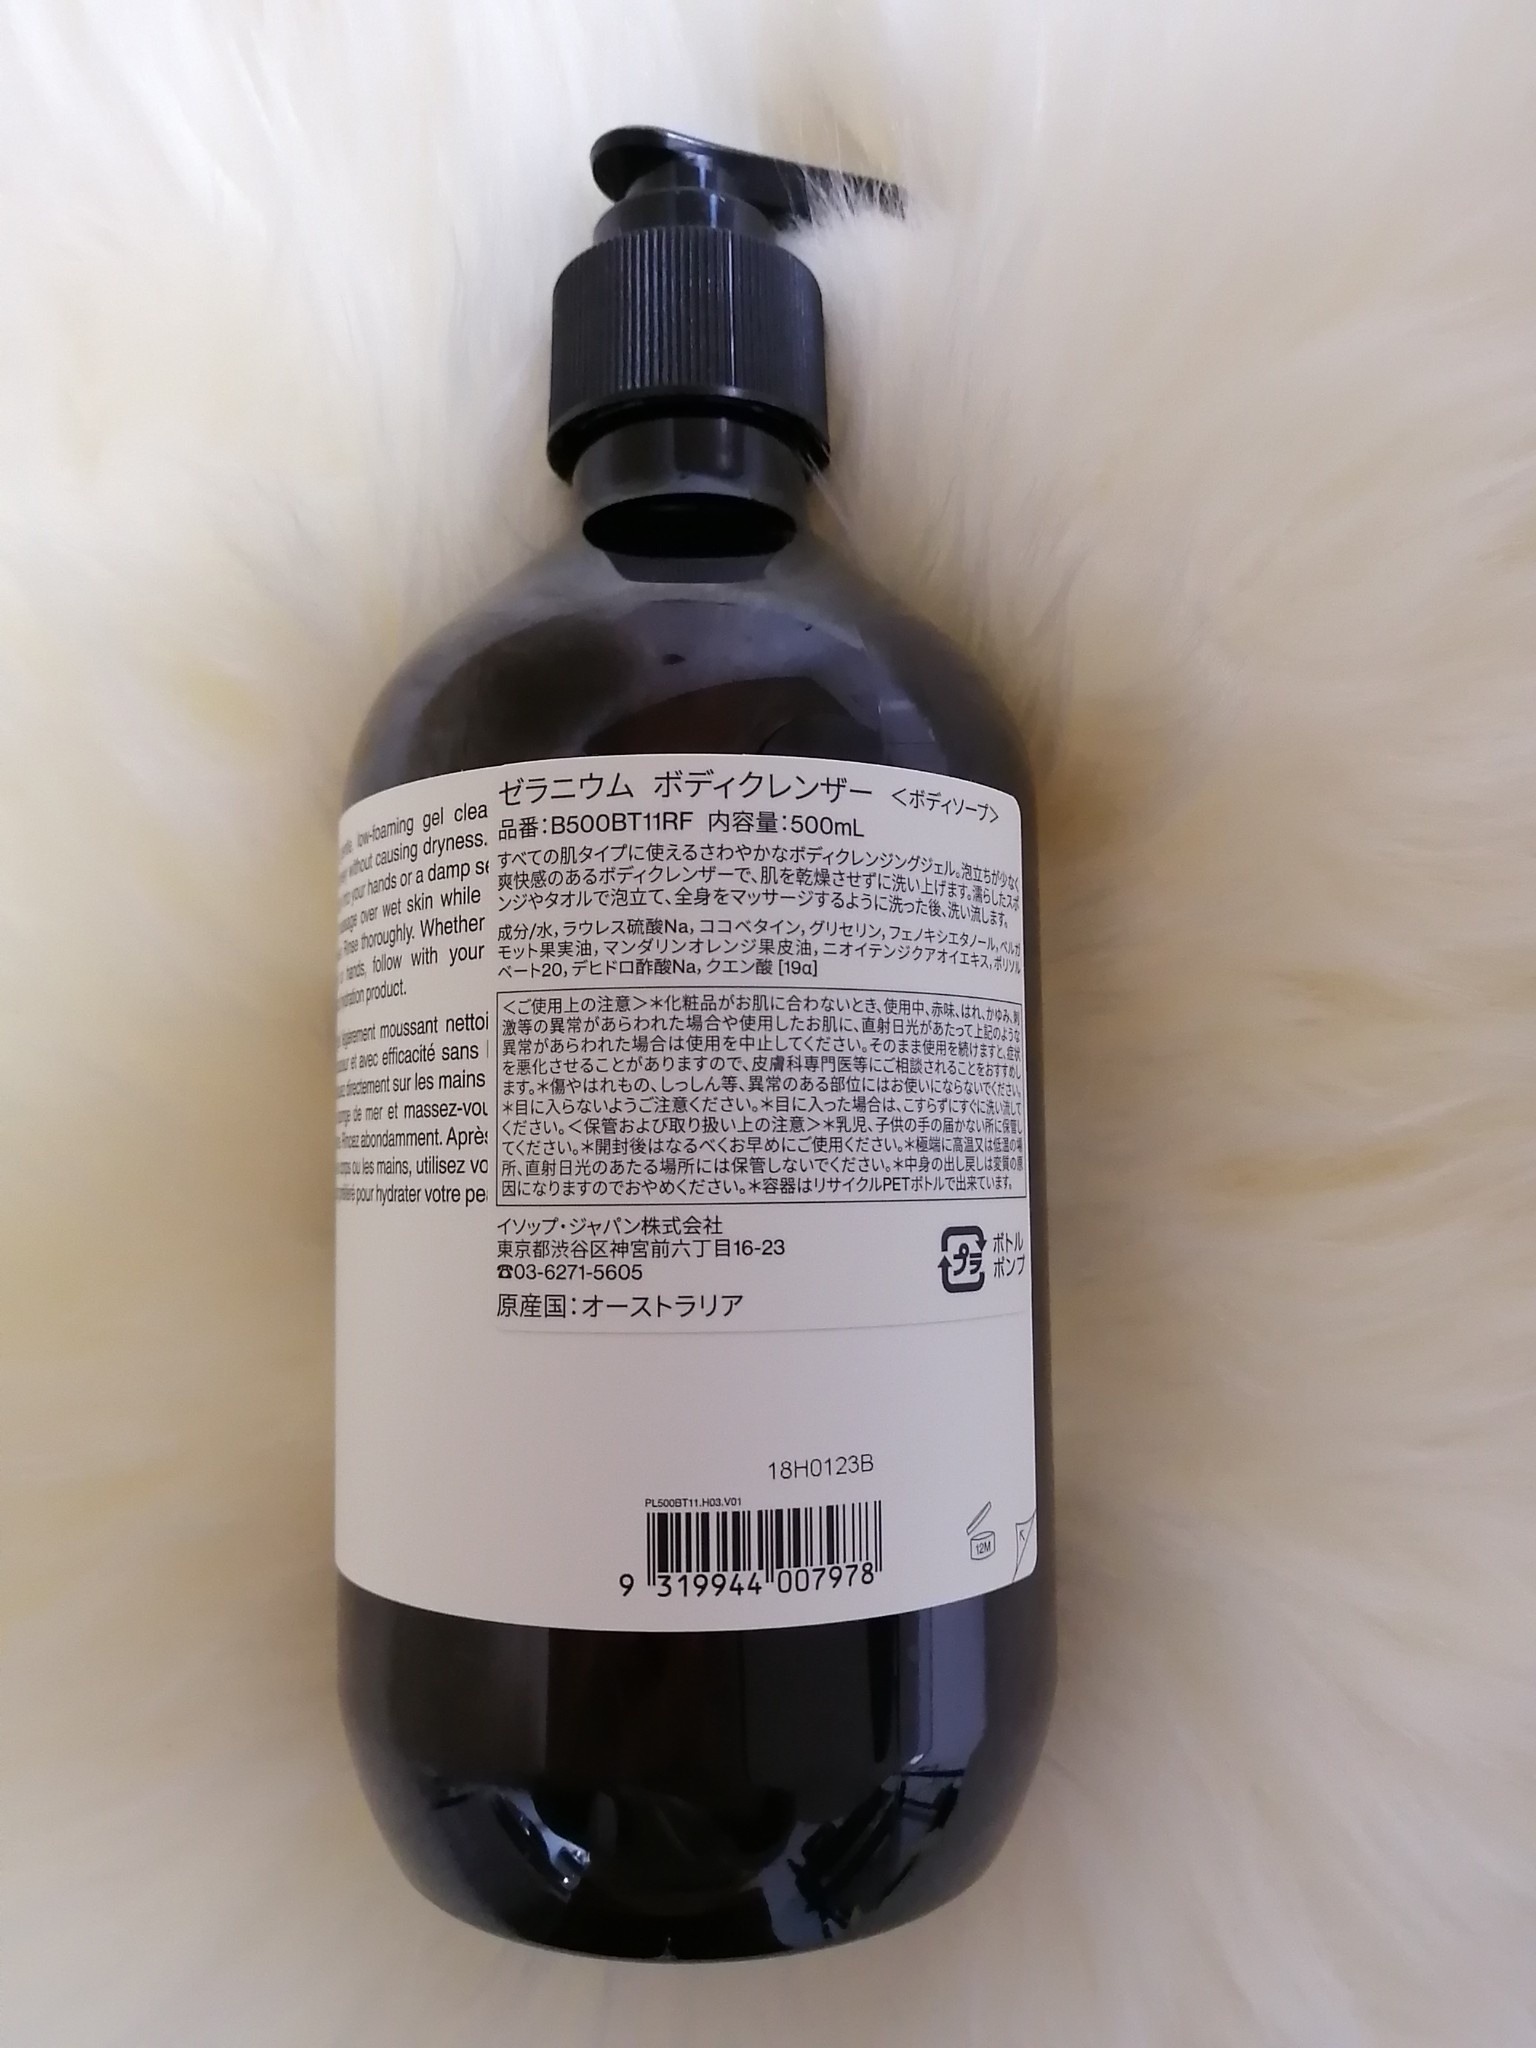 low-foaming gel clea
without causing dryness.
into your hands or a damp se
over wet skin while
Rinse thoroughly. Whether
hands, follow with your
hydration product.
légèrement moussant nettoi
et avec efficacité sans
directement sur les mains
de mer et massez-vou
Rincez abondamment. Après
corps ou les mains, utilisez vo
pour hydrater votre pea
ゼラニウム ボディクレンザー <ボディソープ>
品番:B500BT11RF 内容量:500mL
すべての肌タイプに使えるさわやかなボディクレンジングジェル。泡立ちが少なく
爽快感のあるボディクレンザーで、肌を乾燥させずに洗い上げます。濡らしたスポ
ンジやタオルで泡立て、全身をマッサージするように洗った後、洗い流します。
成分/水, ラウレス硫酸Na, ココベタイン, グリセリン, フェノキシエタノール, ベルガ
モット果実油, マンダリンオレンジ果皮油, ニオイテンジクアオイエキス, ポリソル
ベート20, デヒドロ酢酸Na, クエン酸 [19α]
<ご使用上の注意>*化粧品がお肌に合わないとき、使用中、赤味、はれ、かゆみ、刺
激等の異常があらわれた場合や使用したお肌に、直射日光があたって上記のような
異常があらわれた場合は使用を中止してください。そのまま使用を続けますと、症状
を悪化させることがありますので、皮膚科専門医等にご相談されることをおすすめし
ます。*傷やはれもの、しっしん等、異常のある部位にはお使いにならないでください。
*目に入らないようご注意ください。*目に入った場合は、こすらずにすぐに洗い流して
ください。<保管および取り扱い上の注意>*乳児、子供の手の届かない所に保管し
てください。*開封後はなるべくお早めにご使用ください。*極端に高温又は低温の場
所、直射日光のあたる場所には保管しないでください。*中身の出し戻しは変質の原
因になりますのでおやめください。*容器はリサイクルPETボトルで出来ています。
イソップ・ジャパン株式会社
東京都渋谷区神宮前六丁目16-23
☎03-6271-5605
原産国:オーストラリア
プラ ボトル
ポンプ
18H0123B
PL500BT11.H03.V01
12M
9 319944 007978